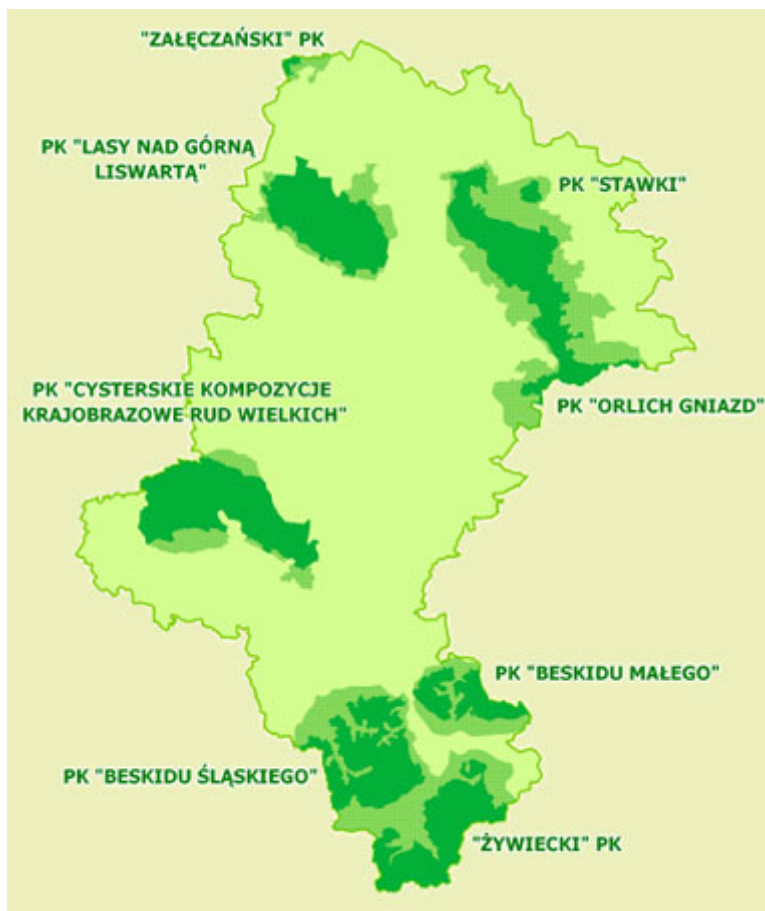 "ZAŁĘCZAŃSKI" PK
PK "LASY NAD GÓRNĄ
LISWARTĄ"
PK "STAWKI"
PK "CYSTERSKIE KOMPOZYCJE
KRAJOBRAZOWE RUD WIELKICH"
PK "ORLICH GNIAZD"
PK "BESKIDU MAŁEGO"
PK "BESKIDU ŚLĄSKIEGO"
"ŻYWIECKI" PK